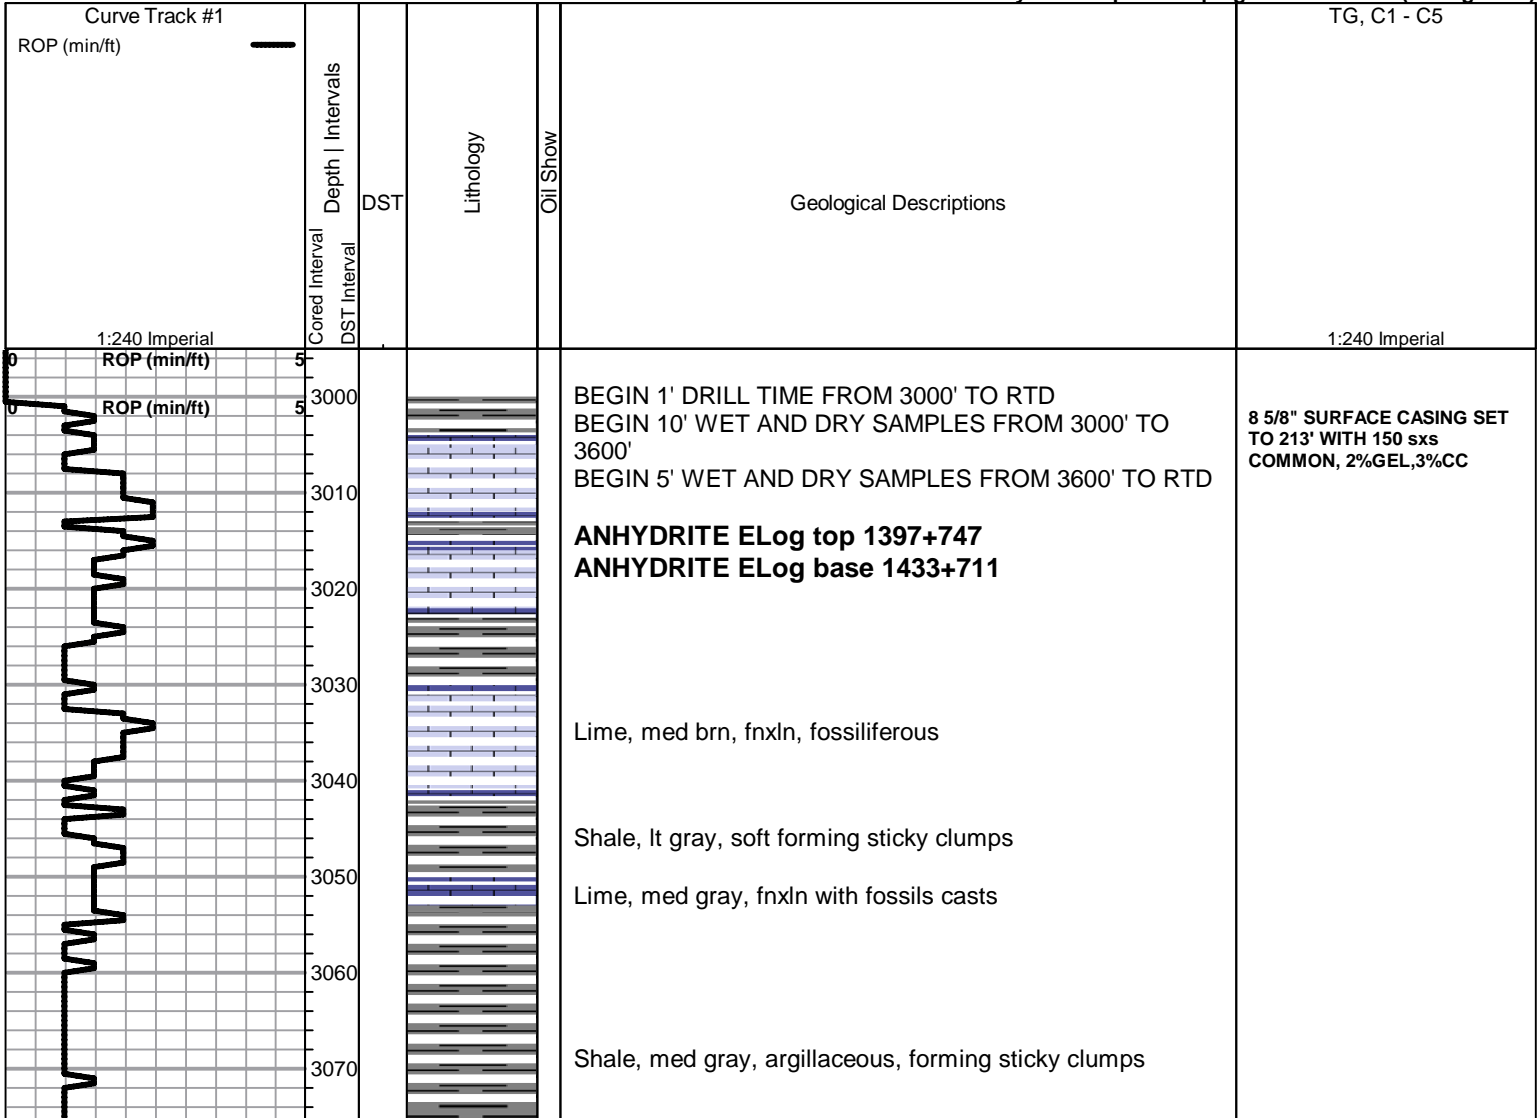 Curve Track #1
ROP (min/ft)
1:240 Imperial
Depth | Intervals
Cored Interval
DST Interval
DST
Lithology
Oil Show
Geological Descriptions
TG, C1 - C5
1:240 Imperial
0 ROP (min/ft) 5
0 ROP (min/ft) 5
3000
3010
3020
3030
3040
3050
3060
3070
BEGIN 1' DRILL TIME FROM 3000' TO RTD
BEGIN 10' WET AND DRY SAMPLES FROM 3000' TO
3600'
BEGIN 5' WET AND DRY SAMPLES FROM 3600' TO RTD
ANHYDRITE ELog top 1397+747
ANHYDRITE ELog base 1433+711
Lime, med brn, fnxln, fossiliferous
Shale, lt gray, soft forming sticky clumps
Lime, med gray, fnxln with fossils casts
Shale, med gray, argillaceous, forming sticky clumps
8 5/8" SURFACE CASING SET
TO 213' WITH 150 sxs
COMMON, 2%GEL,3%CC